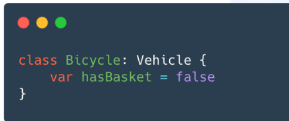 class Bicycle: Vehicle {
    var hasBasket = false
}